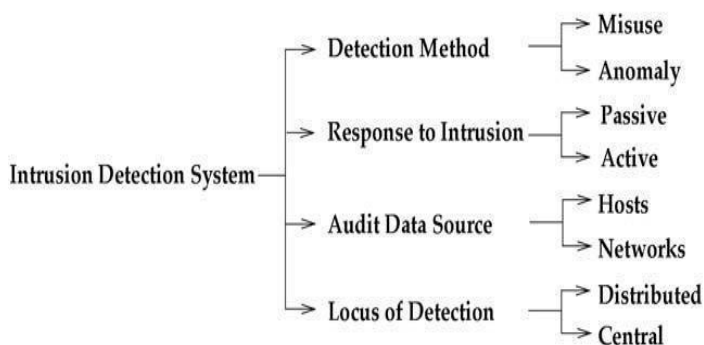 Intrusion Detection System
Detection Method
Misuse
Anomaly
Response to Intrusion
Passive
Active
Audit Data Source
Hosts
Networks
Locus of Detection
Distributed
Central